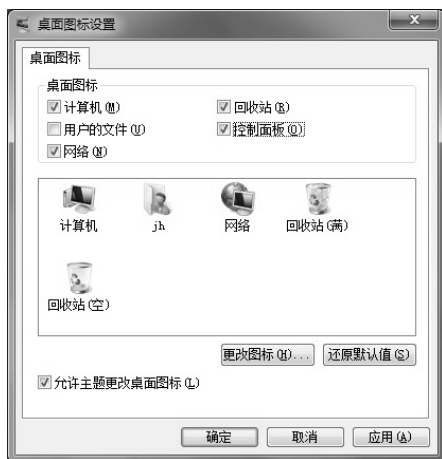 桌面图标设置
桌面图标
桌面图标
计算机(M) 回收站(R)
用户的文件(U) 控制面板(O)
网络(N)
计算机 jh 网络 回收站(满)
回收站(空)
更改图标(H)... 还原默认值(S)
允许主题更改桌面图标(L)
确定 取消 应用(A)